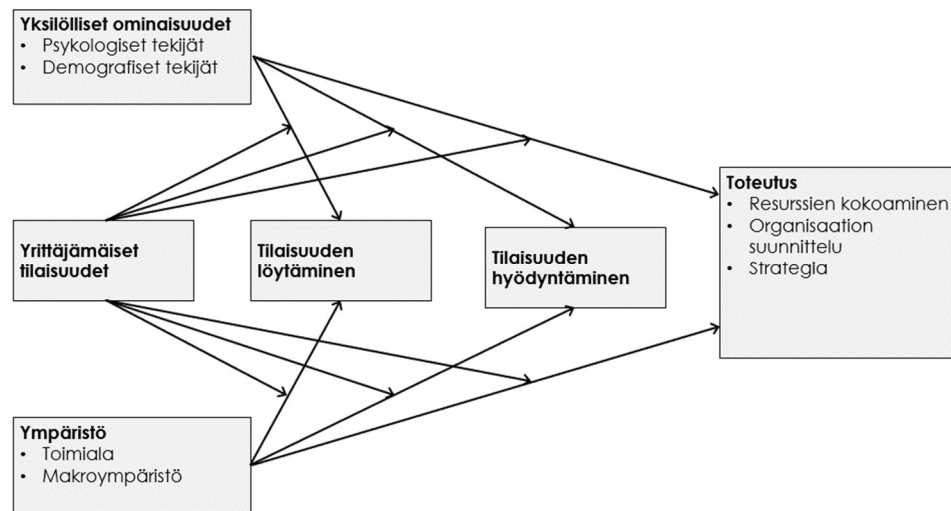 Yksilölliset ominaisuudet
• Psykologiset tekijät
• Demografiset tekijät
Yrittäjämäiset
tilaisuudet
Tilaisuuden
löytäminen
Tilaisuuden
hyödyntäminen
Toteutus
• Resurssien kokoaminen
• Organisaation
suunnittelu
• Strategia
Ympäristö
• Toimiala
• Makroympäristö